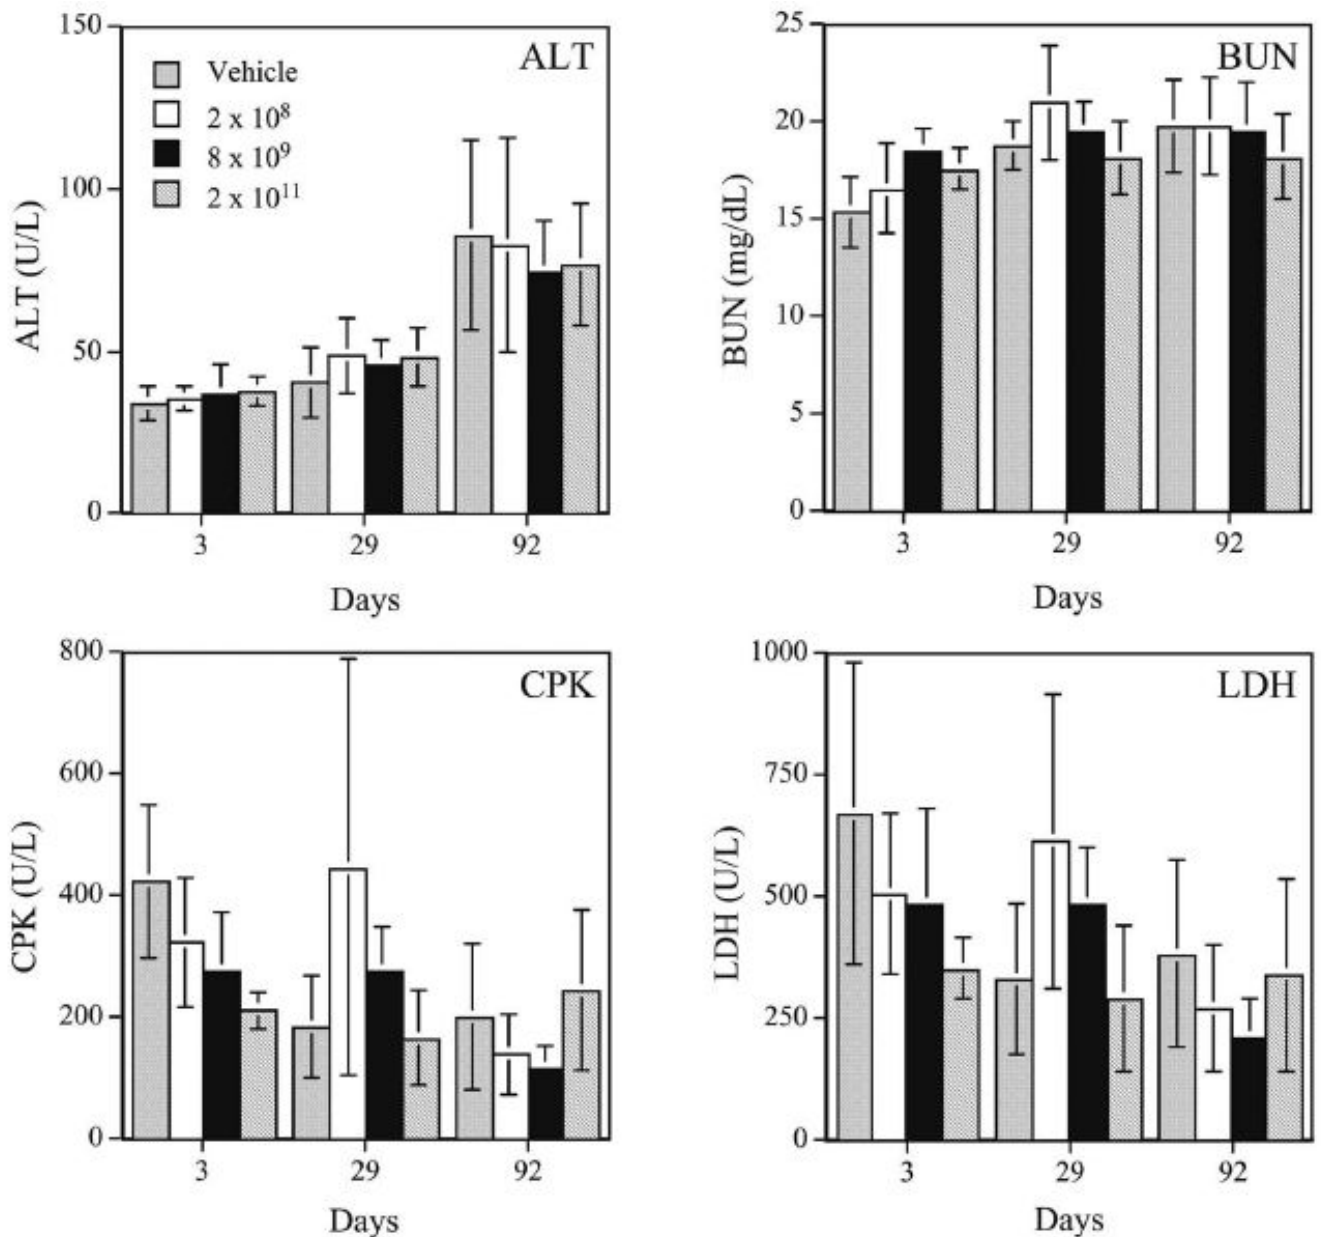 ALT
Vehicle
2 x 10⁸
8 x 10⁹
2 x 10¹¹
ALT (U/L)
150
100
50
0
3 29 92
Days
BUN
BUN (mg/dL)
25
20
15
10
5
0
3 29 92
Days
CPK
CPK (U/L)
800
600
400
200
0
3 29 92
Days
LDH
LDH (U/L)
1000
750
500
250
0
3 29 92
Days